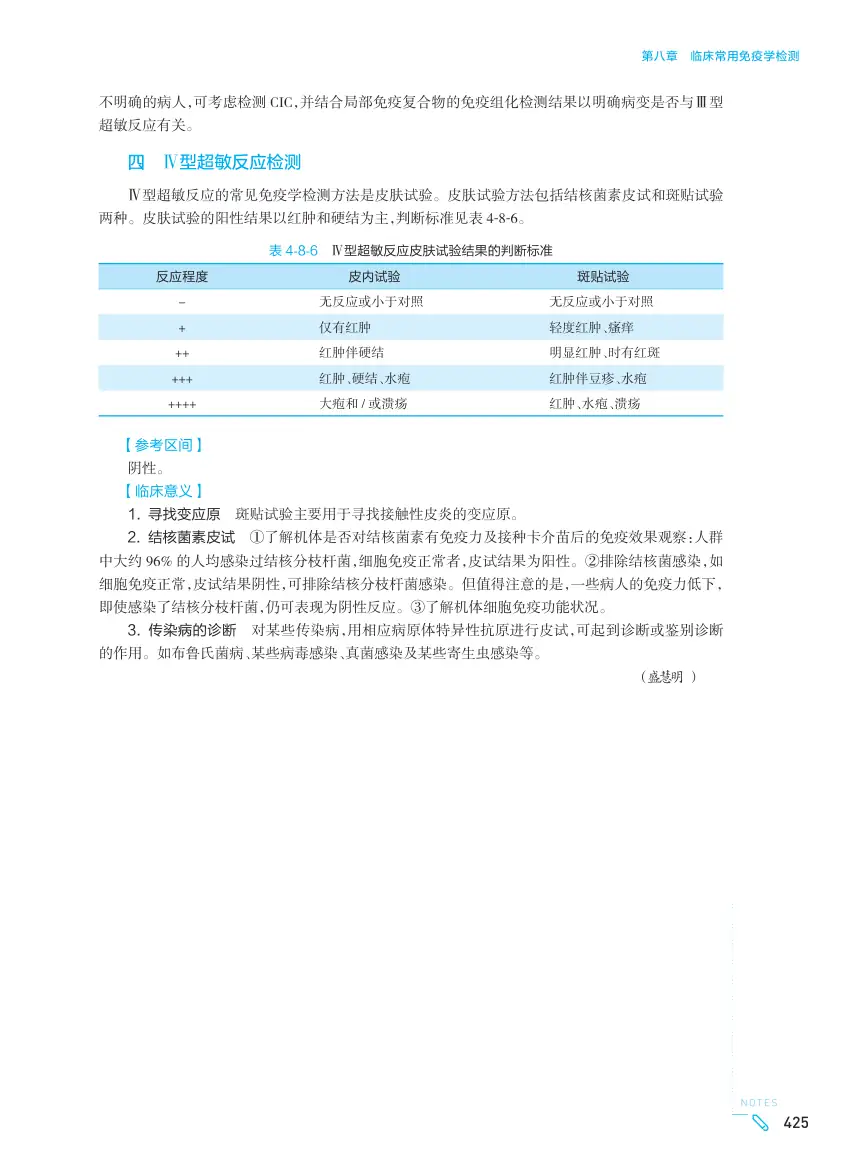 第八章　临床常用免疫学检测
不明确的病人,可考虑检测 CIC,并结合局部免疫复合物的免疫组化检测结果以明确病变是否与Ⅲ型
超敏反应有关。
四　Ⅳ型超敏反应检测
Ⅳ型超敏反应的常见免疫学检测方法是皮肤试验。皮肤试验方法包括结核菌素皮试和斑贴试验
两种。皮肤试验的阳性结果以红肿和硬结为主,判断标准见表 4-8-6。
表 4-8-6　Ⅳ型超敏反应皮肤试验结果的判断标准
反应程度　皮内试验　斑贴试验
–　无反应或小于对照　无反应或小于对照
+　仅有红肿　轻度红肿、瘙痒
++　红肿伴硬结　明显红肿、时有红斑
+++　红肿、硬结、水疱　红肿伴豆疹、水疱
++++　大疱和 / 或溃疡　红肿、水疱、溃疡
【参考区间】
阴性。
【临床意义】
1. 寻找变应原　斑贴试验主要用于寻找接触性皮炎的变应原。
2. 结核菌素皮试　①了解机体是否对结核菌素有免疫力及接种卡介苗后的免疫效果观察:人群
中大约 96% 的人均感染过结核分枝杆菌,细胞免疫正常者,皮试结果为阳性。②排除结核菌感染,如
细胞免疫正常,皮试结果阴性,可排除结核分枝杆菌感染。但值得注意的是,一些病人的免疫力低下,
即使感染了结核分枝杆菌,仍可表现为阴性反应。③了解机体细胞免疫功能状况。
3. 传染病的诊断　对某些传染病,用相应病原体特异性抗原进行皮试,可起到诊断或鉴别诊断
的作用。如布鲁氏菌病、某些病毒感染、真菌感染及某些寄生虫感染等。
（盛慧明 ）
NOTES
425